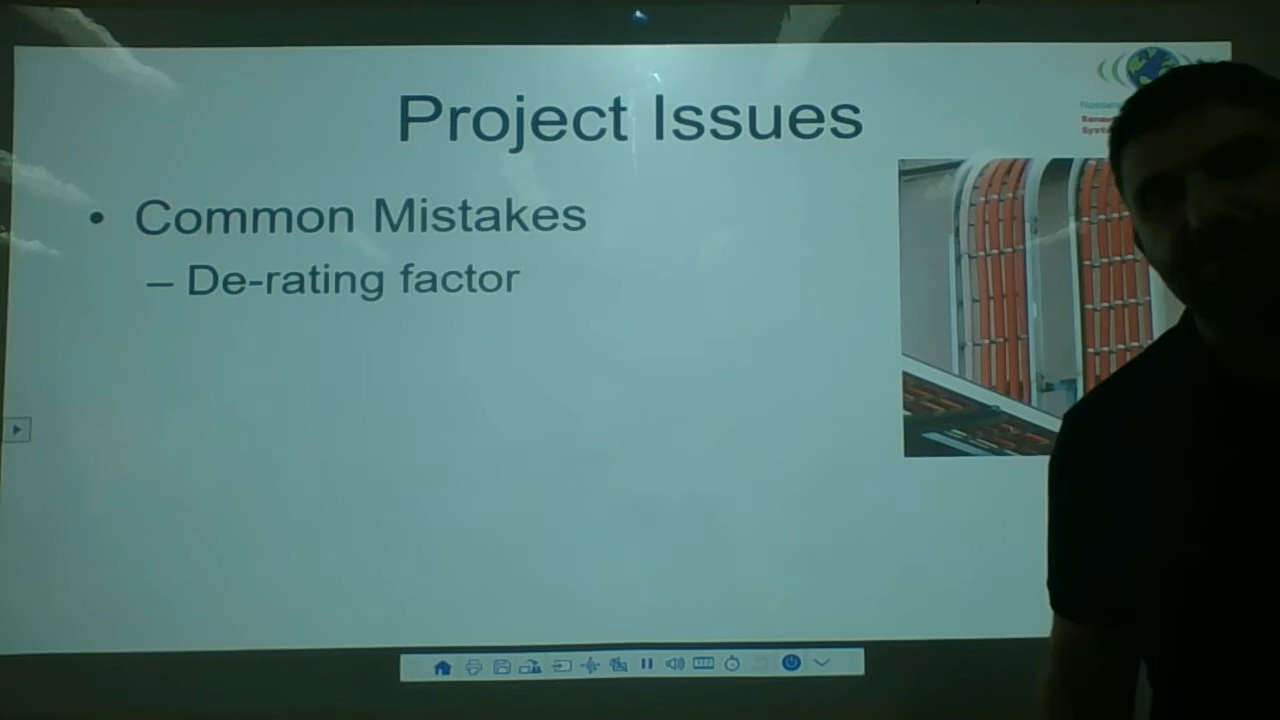 Project Issues
• Common Mistakes
– De-rating factor